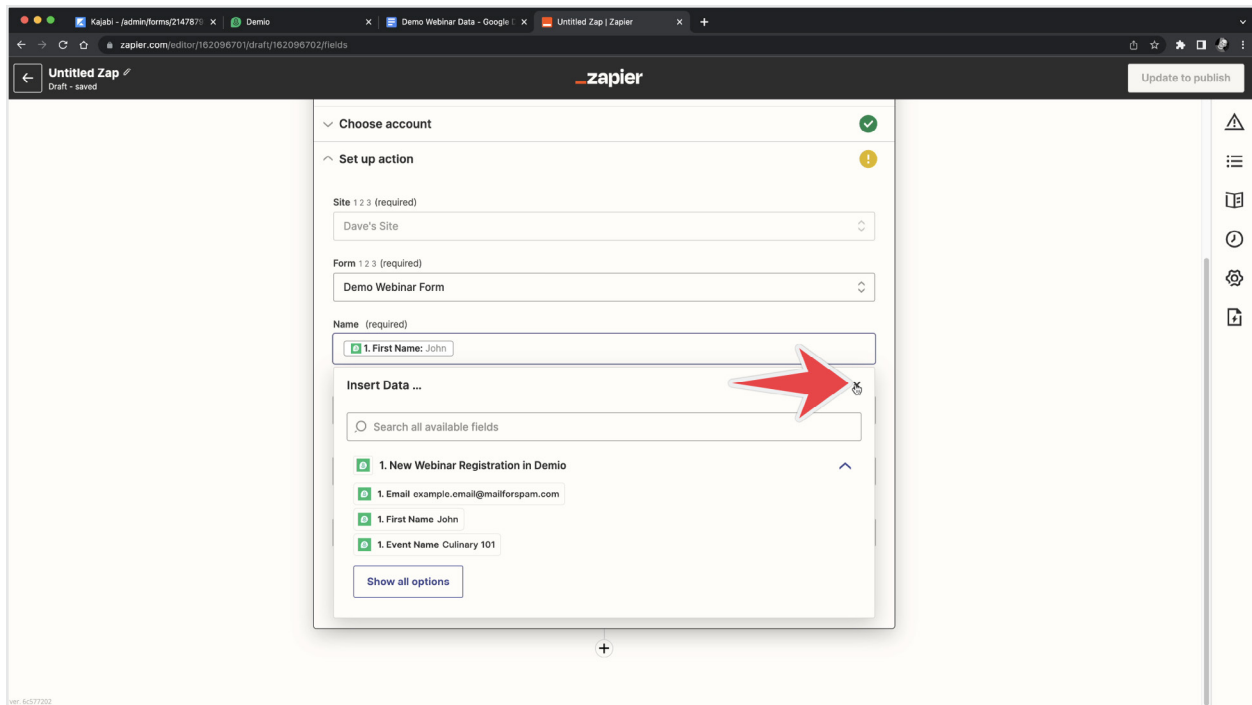 Kajabi - /admin/forms/2147879
Demio
Demo Webinar Data - Google
Untitled Zap | Zapier
zapier.com/editor/162096701/draft/162096702/fields
Untitled Zap
Draft - saved
_zapier
Update to publish
Choose account
Set up action
Site 1 2 3 (required)
Dave's Site
Form 1 2 3 (required)
Demo Webinar Form
Name (required)
1. First Name: John
Insert Data ...
Search all available fields
1. New Webinar Registration in Demio
1. Email example.email@mailforspam.com
1. First Name John
1. Event Name Culinary 101
Show all options
ver. 6c577202